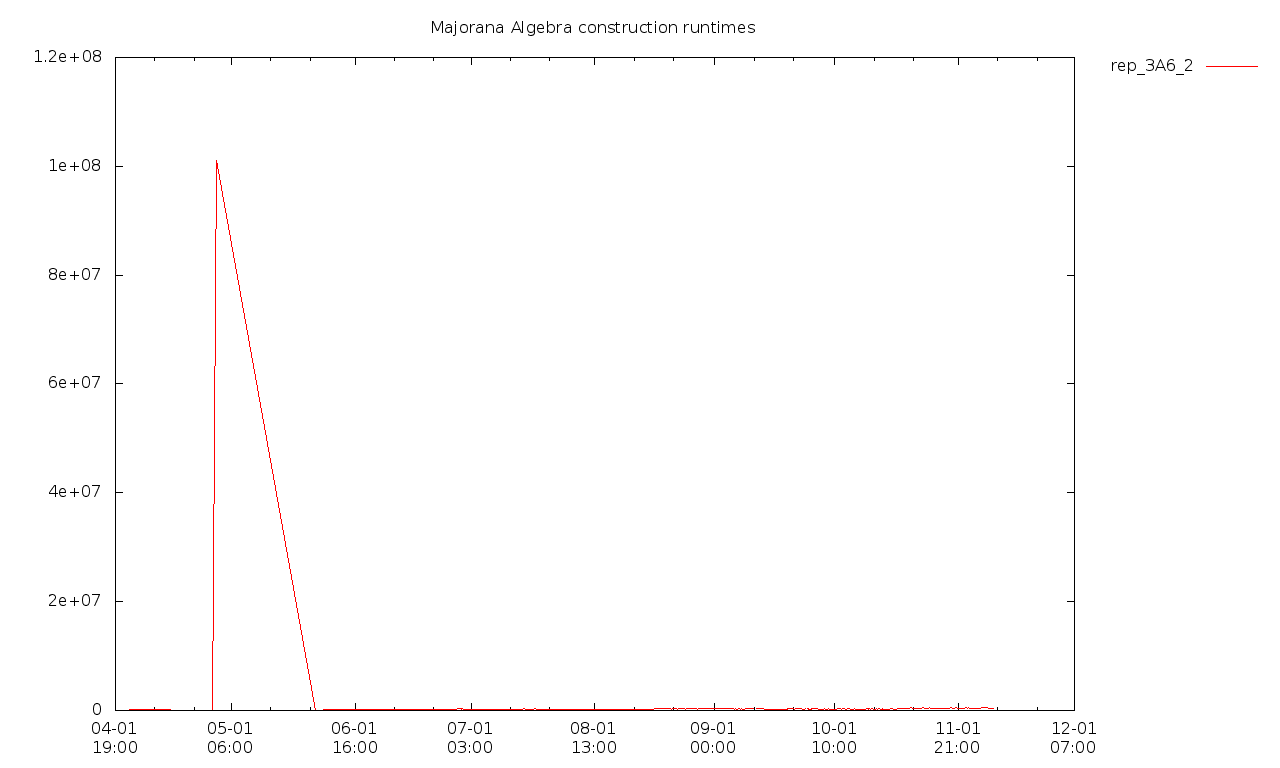 Majorana Algebra construction runtimes
rep_3A6_2
1.2e+08
1e+08
8e+07
6e+07
4e+07
2e+07
0
04-01 05-01 06-01 07-01 08-01 09-01 10-01 11-01 12-01
19:00 06:00 16:00 03:00 13:00 00:00 10:00 21:00 07:00